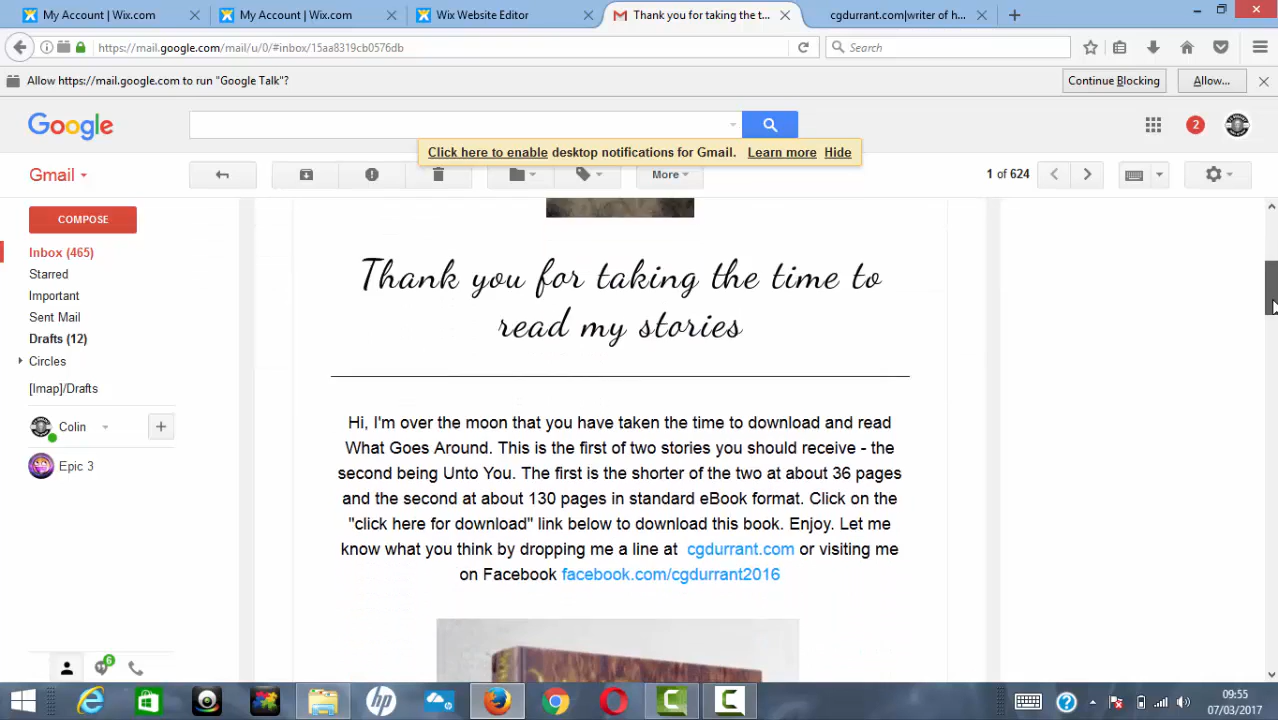 My Account | Wix.com
My Account | Wix.com
Wix Website Editor
Thank you for taking the t...
cgdurrant.com|writer of h...
https://mail.google.com/mail/u/0/#inbox/15aa8319cb0576db
Search
Allow https://mail.google.com to run "Google Talk"?
Continue Blocking
Allow...
Google
2
Click here to enable desktop notifications for Gmail. Learn more Hide
Gmail
More
1 of 624
COMPOSE
Inbox (465)
Starred
Important
Sent Mail
Drafts (12)
Circles
[Imap]/Drafts
Colin
Epic 3
6
Thank you for taking the time to
read my stories
Hi, I'm over the moon that you have taken the time to download and read
What Goes Around. This is the first of two stories you should receive - the
second being Unto You. The first is the shorter of the two at about 36 pages
and the second at about 130 pages in standard eBook format. Click on the
"click here for download" link below to download this book. Enjoy. Let me
know what you think by dropping me a line at cgdurrant.com or visiting me
on Facebook facebook.com/cgdurrant2016
09:55
07/03/2017